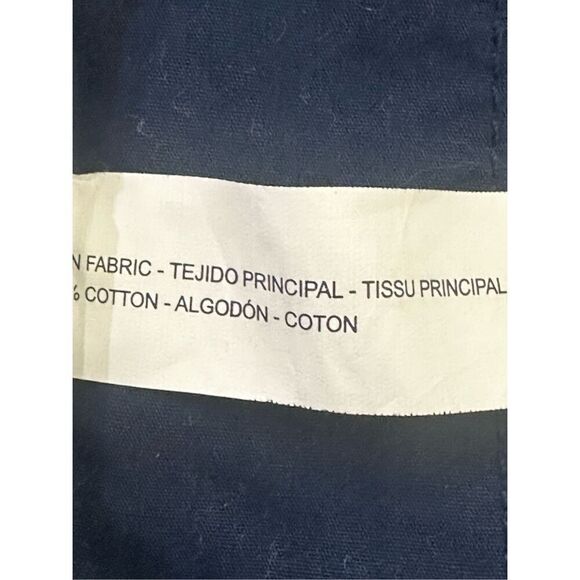 N FABRIC - TEJIDO PRINCIPAL - TISSU PRINCIPAL
% COTTON - ALGODÓN - COTON